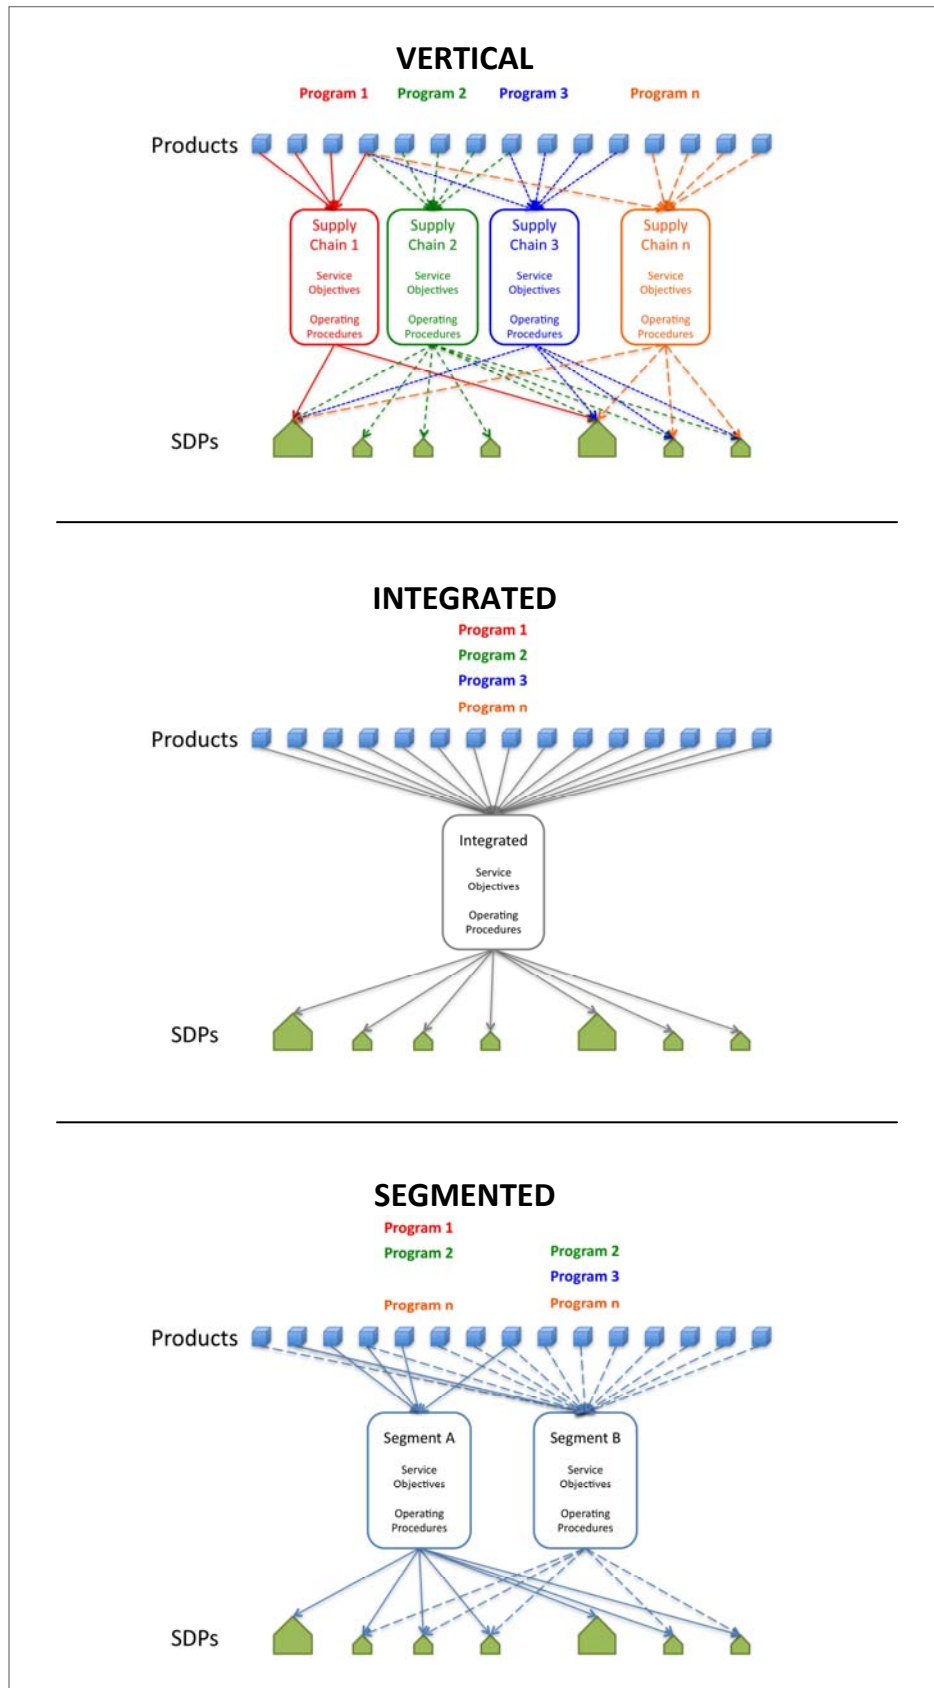 VERTICAL
Program 1 Program 2 Program 3 Program n
Products
Supply Supply Supply Supply
Chain 1 Chain 2 Chain 3 Chain n
Service Service Service Service
Objectives Objectives Objectives Objectives
Operating Operating Operating Operating
Procedures Procedures Procedures Procedures
SDPs
INTEGRATED
Program 1
Program 2
Program 3
Program n
Products
Integrated
Service
Objectives
Operating
Procedures
SDPs
SEGMENTED
Program 1
Program 2 Program 2
Program 3
Program n Program n
Products
Segment A Segment B
Service Service
Objectives Objectives
Operating Operating
Procedures Procedures
SDPs